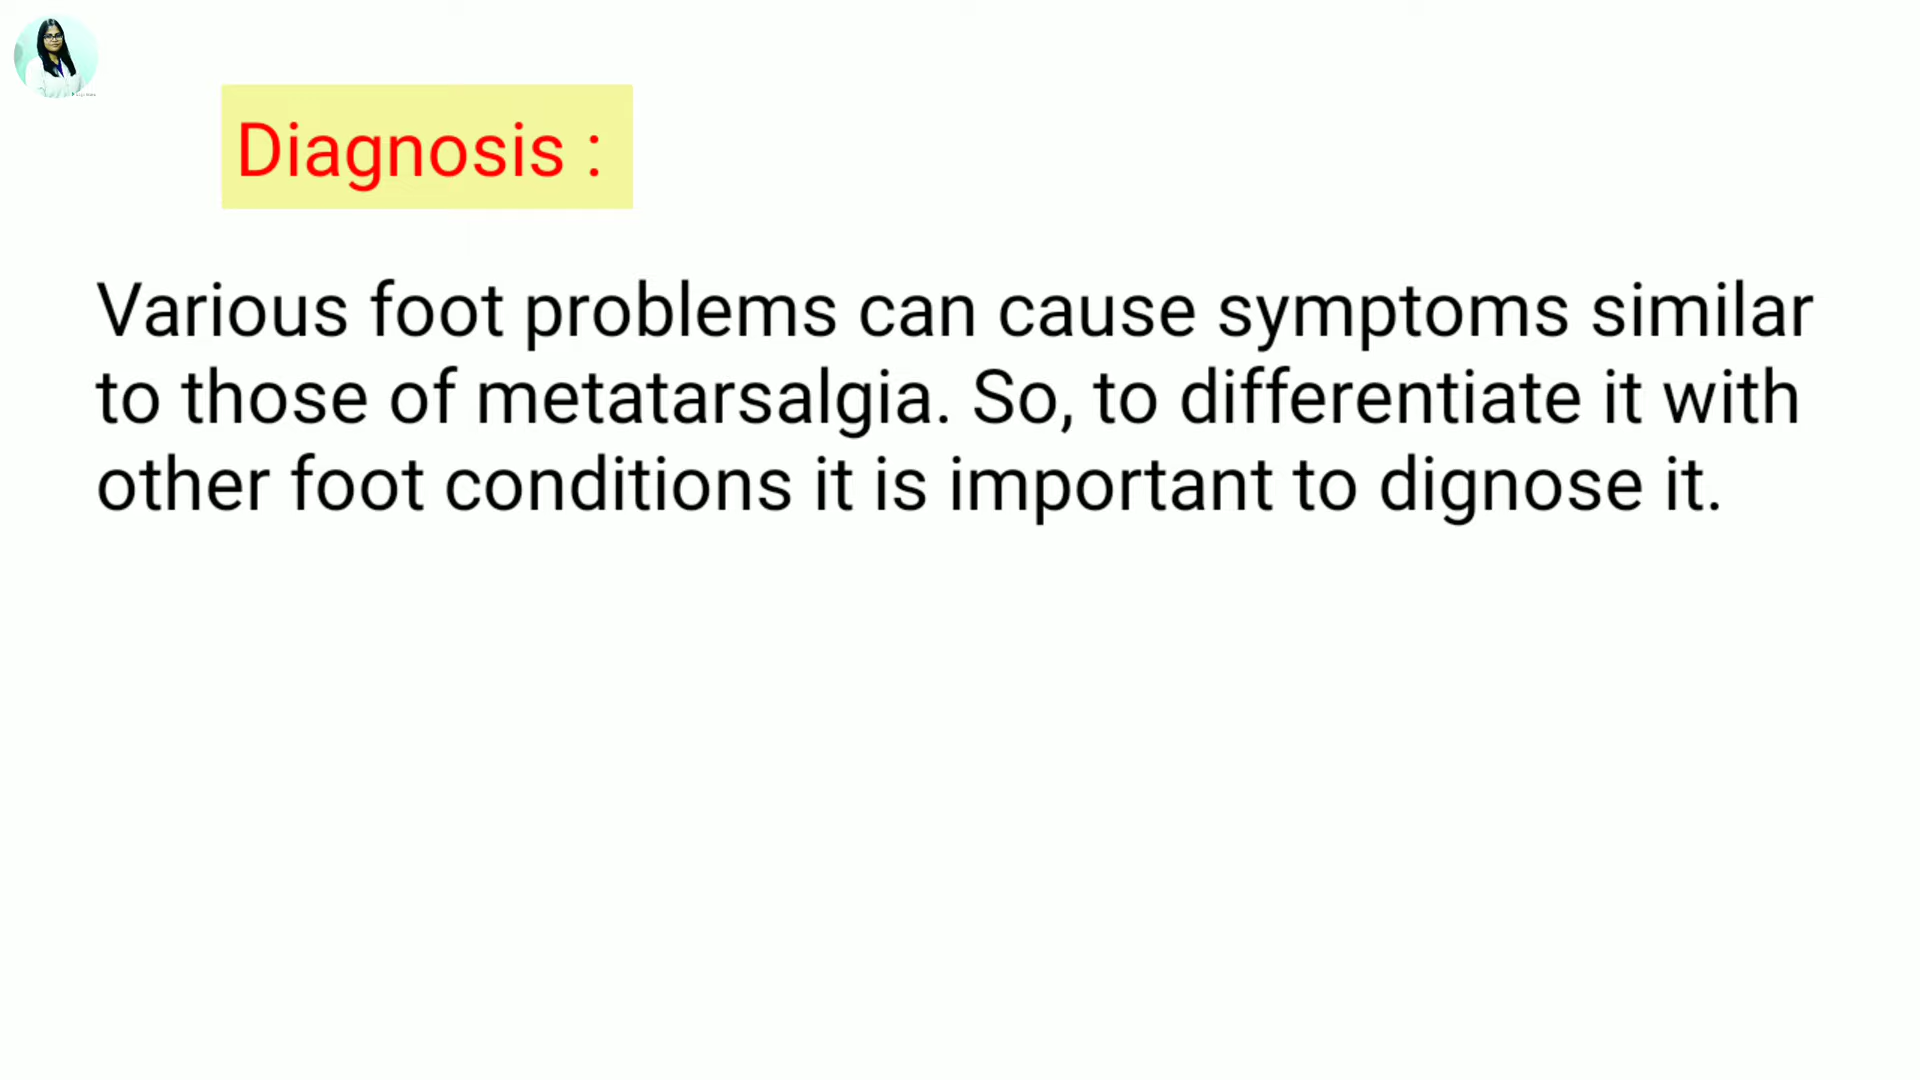 Diagnosis :
Various foot problems can cause symptoms similar
to those of metatarsalgia. So, to differentiate it with
other foot conditions it is important to dignose it.